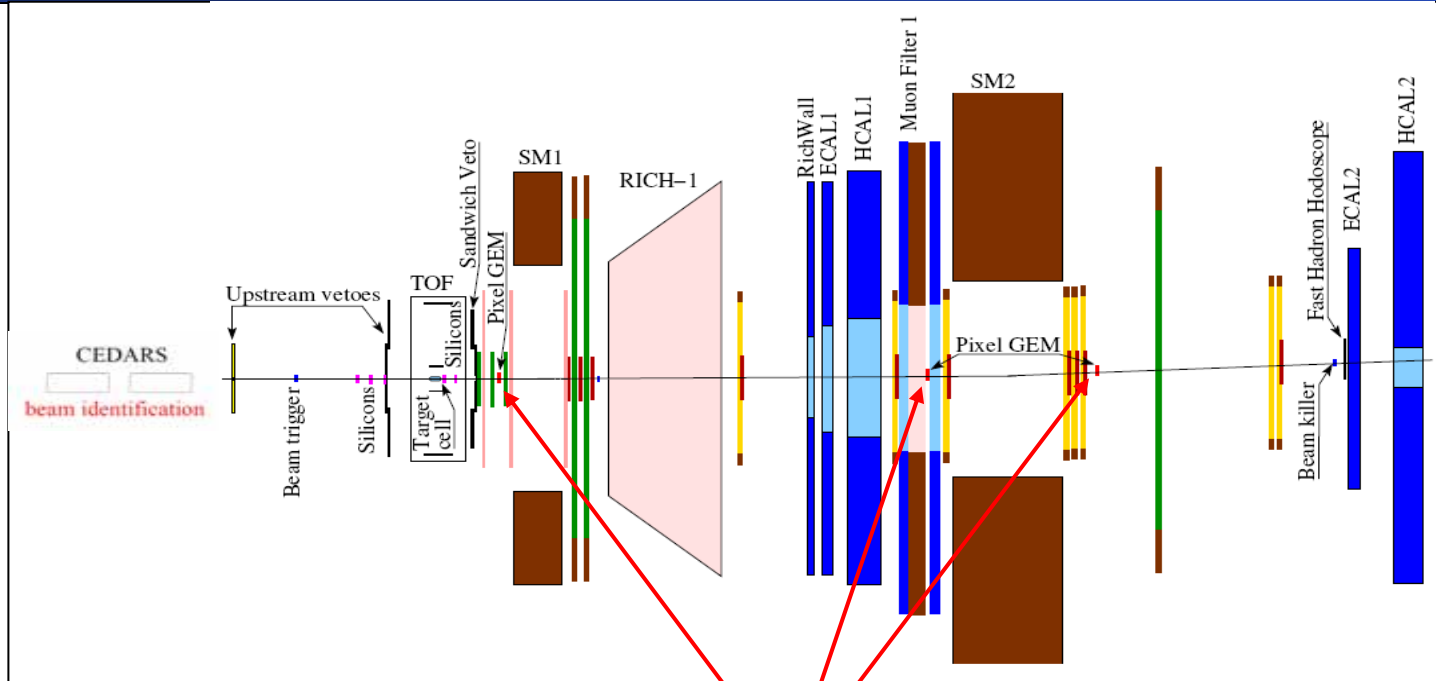 CEDARS
beam identification
Upstream vetoes
Beam trigger
Silicons
TOF
Target
cell
Silicons
Sandwich Veto
Pixel GEM
SM1
RICH−1
RichWall
ECAL1
HCAL1
Muon Filter 1
SM2
Pixel GEM
Beam killer
Fast Hadron Hodoscope
ECAL2
HCAL2